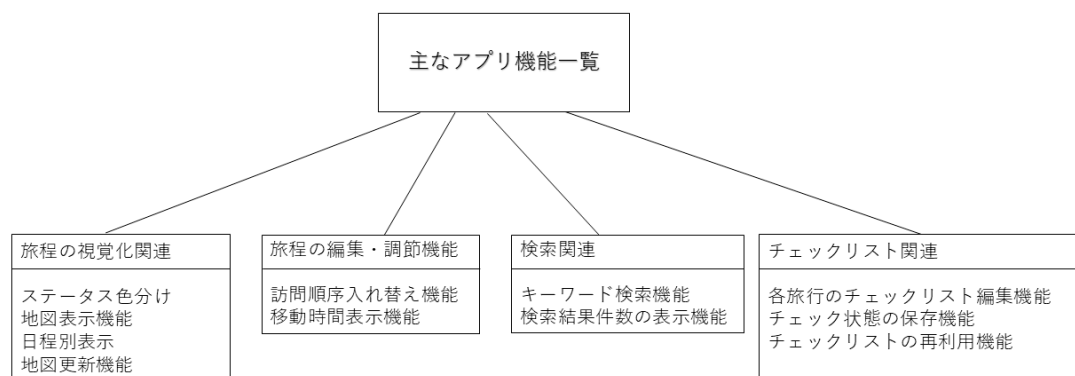 主なアプリ機能一覧
旅程の視覚化関連
ステータス色分け
地図表示機能
日程別表示
地図更新機能
旅程の編集・調節機能
訪問順序入れ替え機能
移動時間表示機能
検索関連
キーワード検索機能
検索結果件数の表示機能
チェックリスト関連
各旅行のチェックリスト編集機能
チェック状態の保存機能
チェックリストの再利用機能